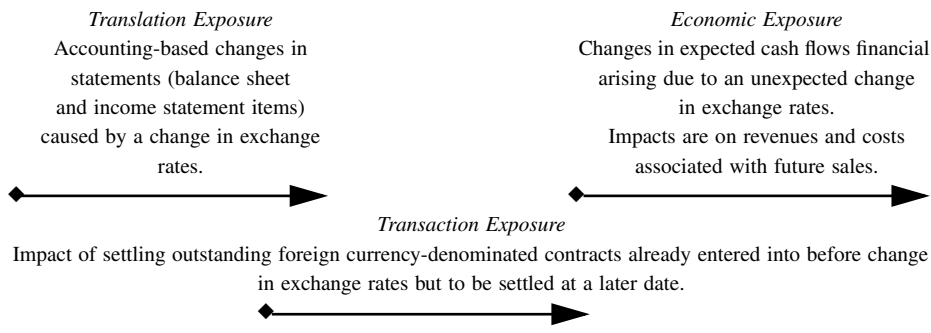 Translation Exposure
Accounting-based changes in
statements (balance sheet
and income statement items)
caused by a change in exchange
rates.
Economic Exposure
Changes in expected cash flows financial
arising due to an unexpected change
in exchange rates.
Impacts are on revenues and costs
associated with future sales.
Transaction Exposure
Impact of settling outstanding foreign currency-denominated contracts already entered into before change
in exchange rates but to be settled at a later date.